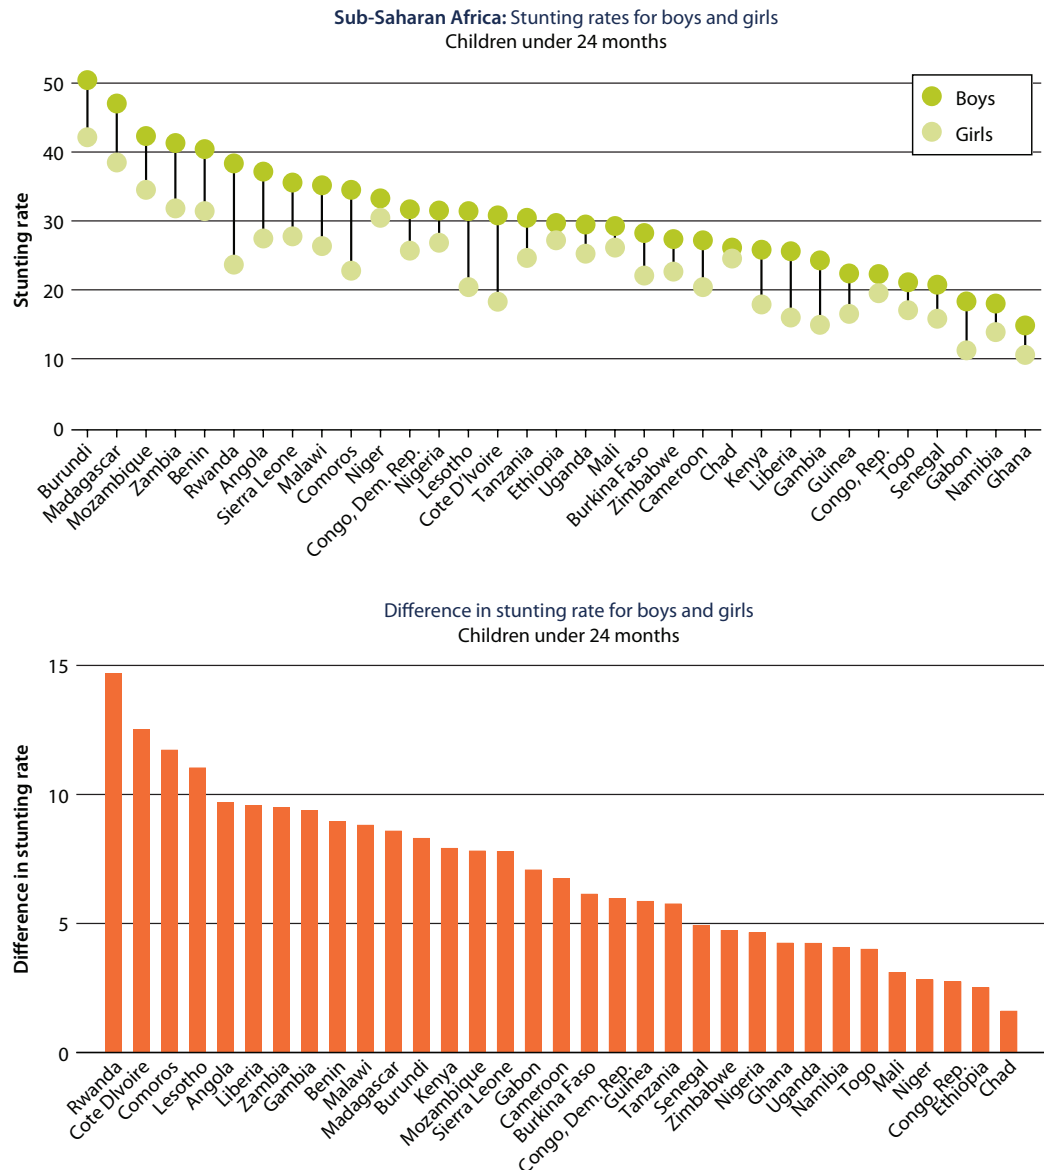 Sub-Saharan Africa: Stunting rates for boys and girls
Children under 24 months
Stunting rate
50
40
30
20
10
0
Boys
Girls
Burundi
Madagascar
Mozambique
Zambia
Benin
Rwanda
Angola
Sierra Leone
Malawi
Comoros
Niger
Congo, Dem. Rep.
Nigeria
Lesotho
Cote D'Ivoire
Tanzania
Ethiopia
Uganda
Mali
Burkina Faso
Zimbabwe
Cameroon
Chad
Kenya
Liberia
Gambia
Guinea
Congo, Rep.
Togo
Senegal
Gabon
Namibia
Ghana
Difference in stunting rate for boys and girls
Children under 24 months
Difference in stunting rate
15
10
5
0
Rwanda
Cote D'Ivoire
Comoros
Lesotho
Angola
Liberia
Zambia
Gambia
Benin
Malawi
Madagascar
Burundi
Kenya
Mozambique
Sierra Leone
Gabon
Cameroon
Burkina Faso
Congo, Dem. Rep.
Guinea
Tanzania
Senegal
Zimbabwe
Nigeria
Ghana
Uganda
Namibia
Togo
Mali
Niger
Congo, Rep.
Ethiopia
Chad